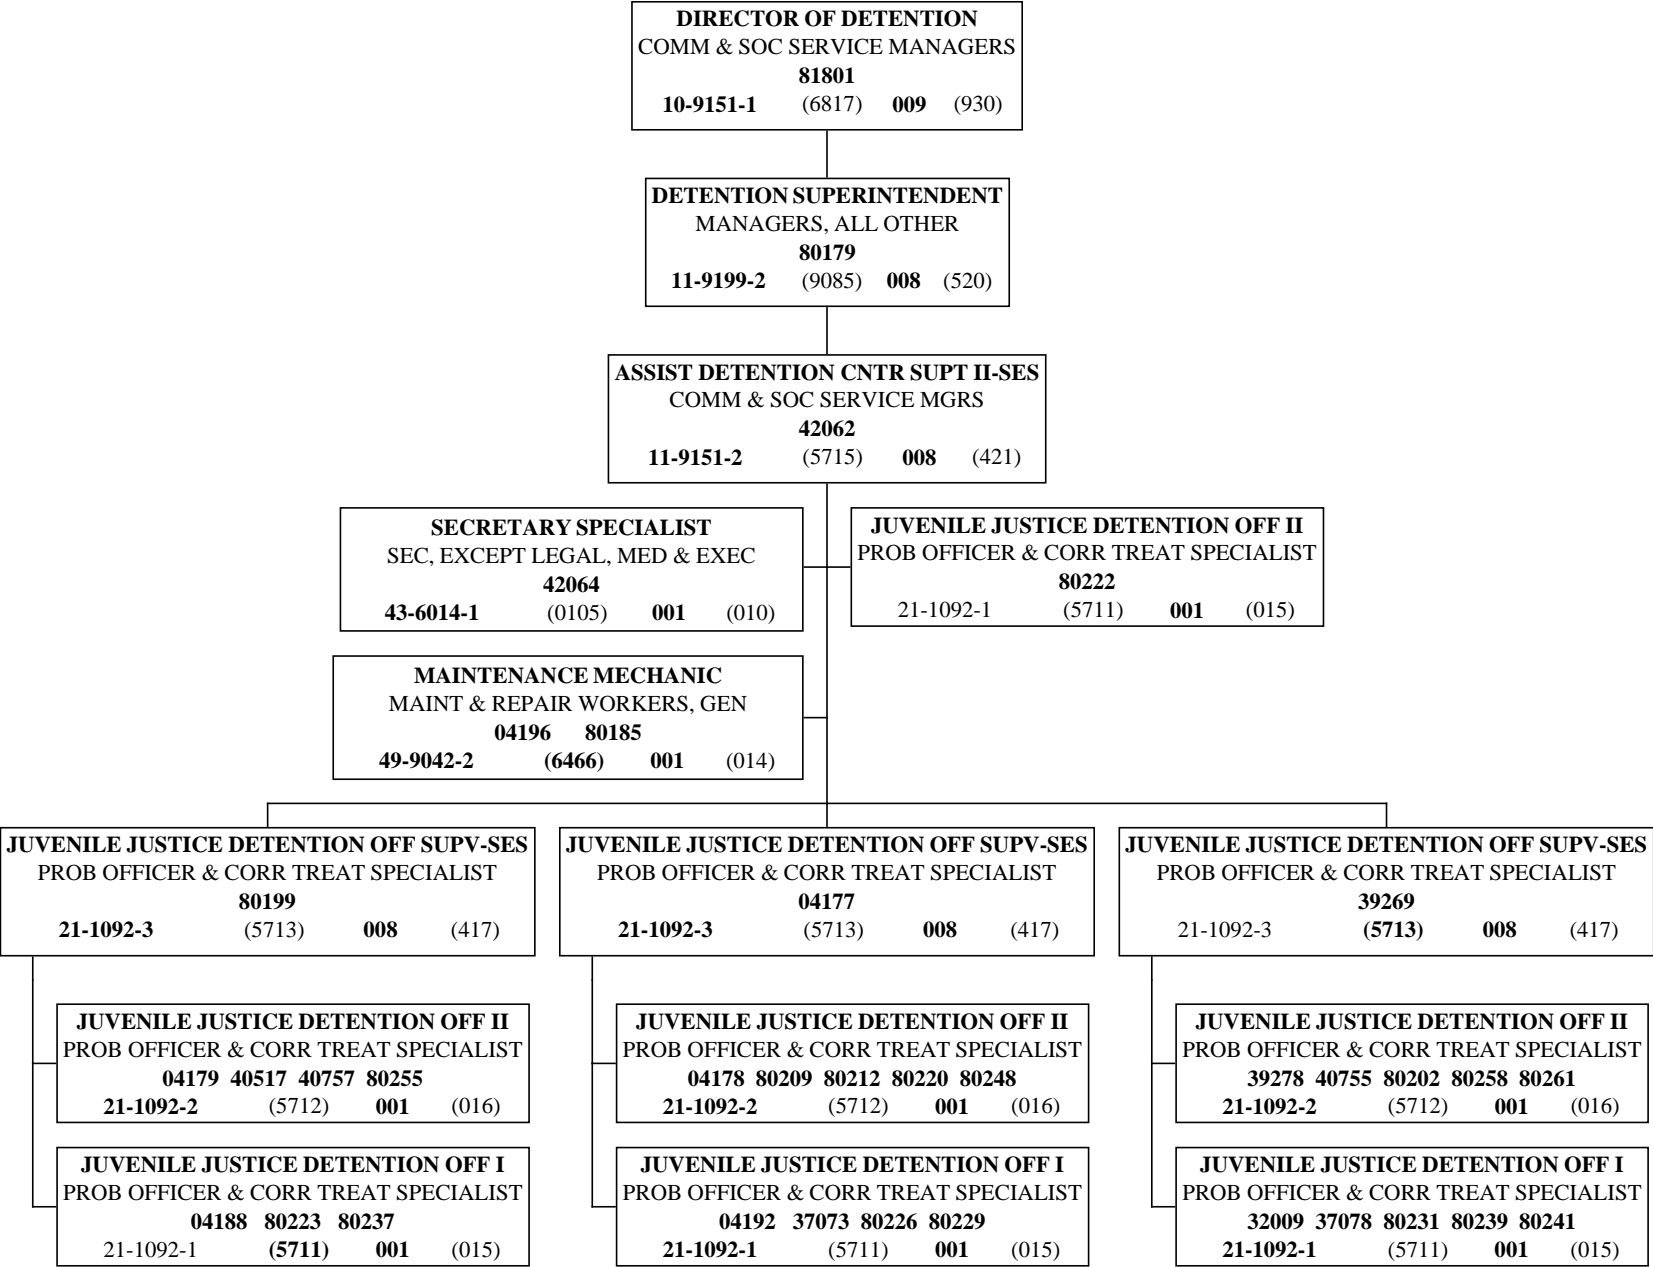 DIRECTOR OF DETENTION
COMM & SOC SERVICE MANAGERS
81801
10-9151-1 (6817) 009 (930)
DETENTION SUPERINTENDENT
MANAGERS, ALL OTHER
80179
11-9199-2 (9085) 008 (520)
ASSIST DETENTION CNTR SUPT II-SES
COMM & SOC SERVICE MGRS
42062
11-9151-2 (5715) 008 (421)
SECRETARY SPECIALIST
SEC, EXCEPT LEGAL, MED & EXEC
42064
43-6014-1 (0105) 001 (010)
JUVENILE JUSTICE DETENTION OFF II
PROB OFFICER & CORR TREAT SPECIALIST
80222
21-1092-1 (5711) 001 (015)
MAINTENANCE MECHANIC
MAINT & REPAIR WORKERS, GEN
04196 80185
49-9042-2 (6466) 001 (014)
JUVENILE JUSTICE DETENTION OFF SUPV-SES
PROB OFFICER & CORR TREAT SPECIALIST
80199
21-1092-3 (5713) 008 (417)
JUVENILE JUSTICE DETENTION OFF II
PROB OFFICER & CORR TREAT SPECIALIST
04179 40517 40757 80255
21-1092-2 (5712) 001 (016)
JUVENILE JUSTICE DETENTION OFF I
PROB OFFICER & CORR TREAT SPECIALIST
04188 80223 80237
21-1092-1 (5711) 001 (015)
JUVENILE JUSTICE DETENTION OFF SUPV-SES
PROB OFFICER & CORR TREAT SPECIALIST
04177
21-1092-3 (5713) 008 (417)
JUVENILE JUSTICE DETENTION OFF II
PROB OFFICER & CORR TREAT SPECIALIST
04178 80209 80212 80220 80248
21-1092-2 (5712) 001 (016)
JUVENILE JUSTICE DETENTION OFF I
PROB OFFICER & CORR TREAT SPECIALIST
04192 37073 80226 80229
21-1092-1 (5711) 001 (015)
JUVENILE JUSTICE DETENTION OFF SUPV-SES
PROB OFFICER & CORR TREAT SPECIALIST
39269
21-1092-3 (5713) 008 (417)
JUVENILE JUSTICE DETENTION OFF II
PROB OFFICER & CORR TREAT SPECIALIST
39278 40755 80202 80258 80261
21-1092-2 (5712) 001 (016)
JUVENILE JUSTICE DETENTION OFF I
PROB OFFICER & CORR TREAT SPECIALIST
32009 37078 80231 80239 80241
21-1092-1 (5711) 001 (015)